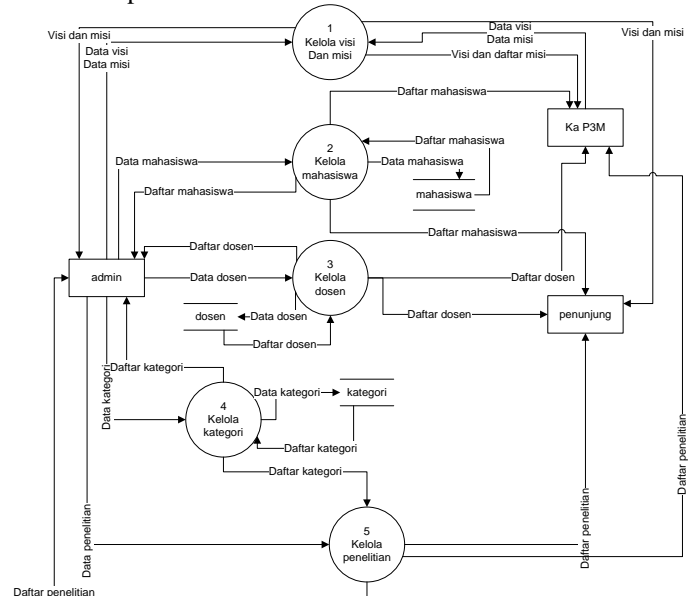 1
Kelola visi
Dan misi
Visi dan misi
Data visi
Data misi
Data visi
Data misi
Visi dan daftar misi
Visi dan misi
Daftar mahasiswa
Ka P3M
2
Kelola
mahasiswa
Data mahasiswa
Daftar mahasiswa
Daftar mahasiswa
Data mahasiswa
mahasiswa
Daftar mahasiswa
3
Kelola
dosen
Daftar dosen
admin
Data dosen
Daftar dosen
dosen
Data dosen
Daftar dosen
Daftar dosen
penunjung
Daftar kategori
Data kategori
4
Kelola
kategori
Data kategori
kategori
Daftar kategori
Daftar kategori
5
Kelola
penelitian
Data penelitian
Daftar penelitian
Daftar penelitian
Daftar penelitian